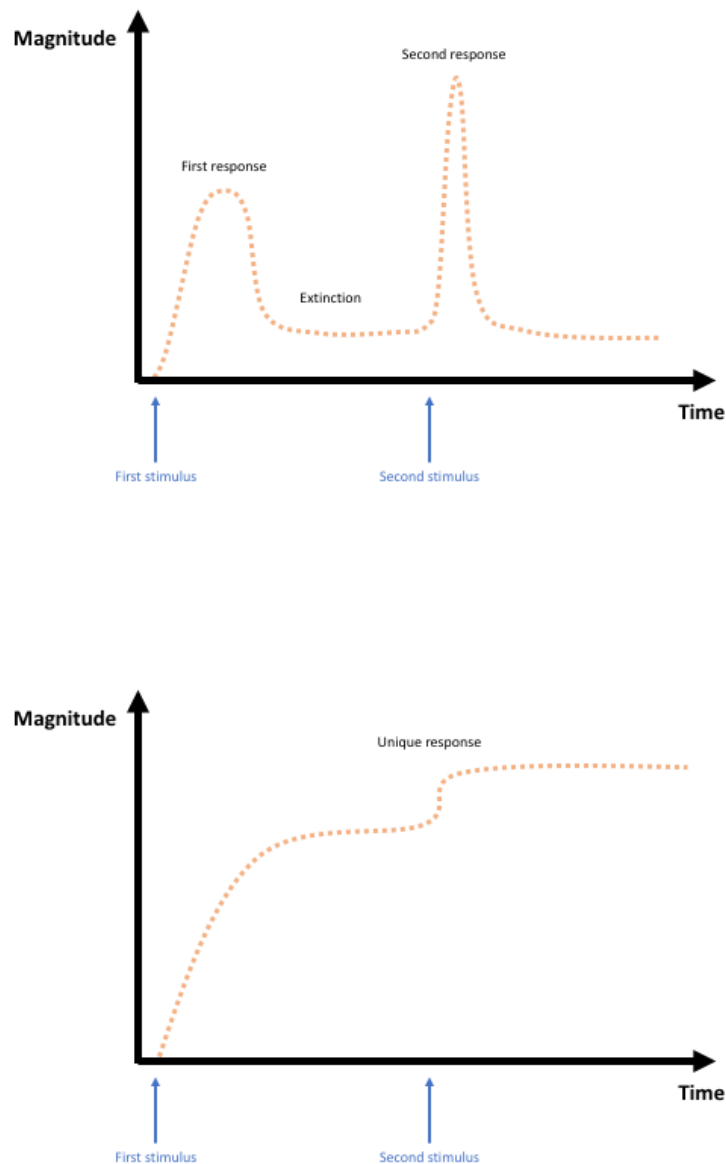 Magnitude
Second response
First response
Extinction
Time
First stimulus
Second stimulus
Magnitude
Unique response
Time
First stimulus
Second stimulus